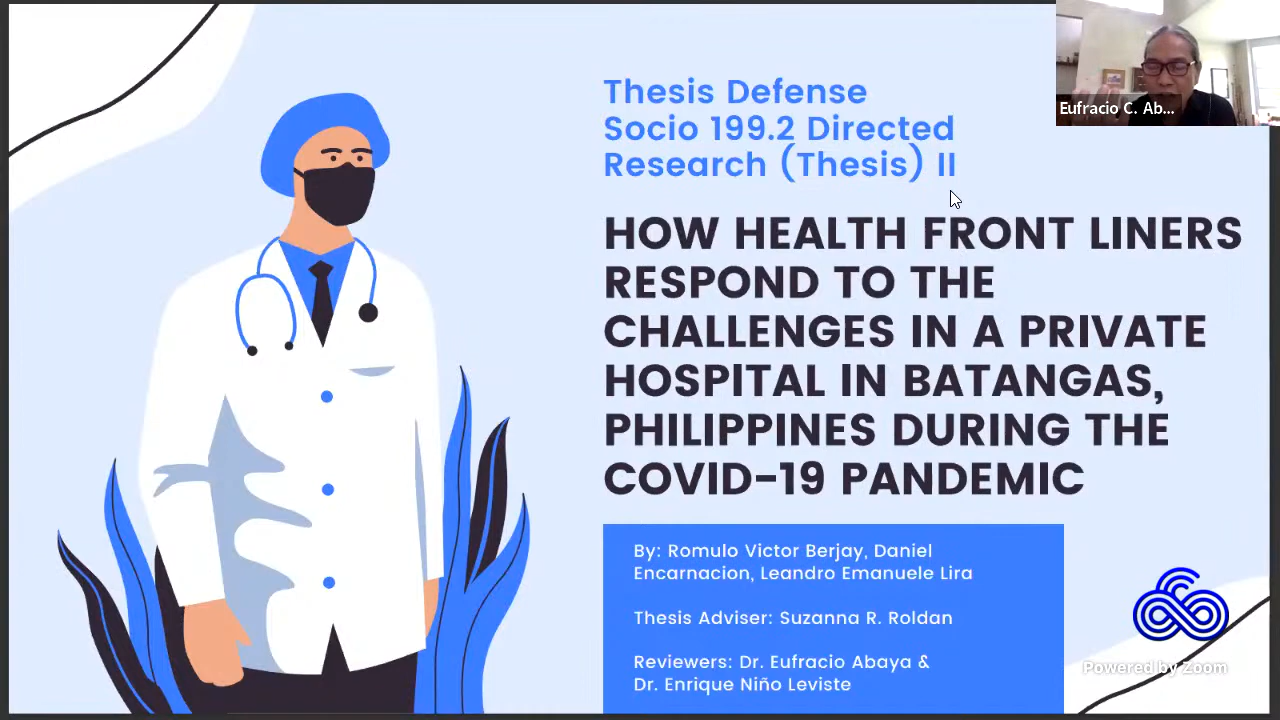 Thesis Defense
Socio 199.2 Directed
Research (Thesis) II
HOW HEALTH FRONT LINERS
RESPOND TO THE
CHALLENGES IN A PRIVATE
HOSPITAL IN BATANGAS,
PHILIPPINES DURING THE
COVID-19 PANDEMIC
By: Romulo Victor Berjay, Daniel
Encarnacion, Leandro Emanuele Lira
Thesis Adviser: Suzanna R. Roldan
Reviewers: Dr. Eufracio Abaya &
Dr. Enrique Niño Leviste
Eufracio C. Ab...
Powered by Zoom